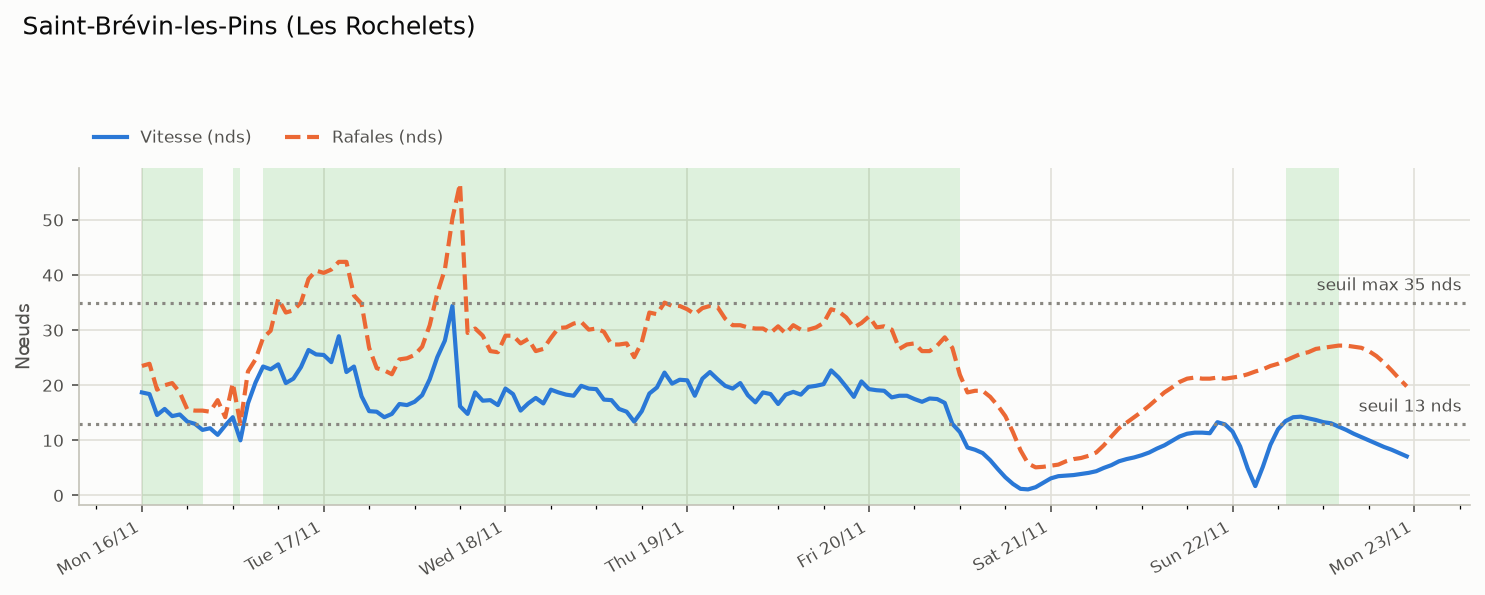 Saint-Brévin-les-Pins (Les Rochelets)
Vitesse (nds) Rafales (nds)
Nœuds
50
40
30
20
10
0
seuil max 35 nds
seuil 13 nds
Mon 16/11 Tue 17/11 Wed 18/11 Thu 19/11 Fri 20/11 Sat 21/11 Sun 22/11 Mon 23/11